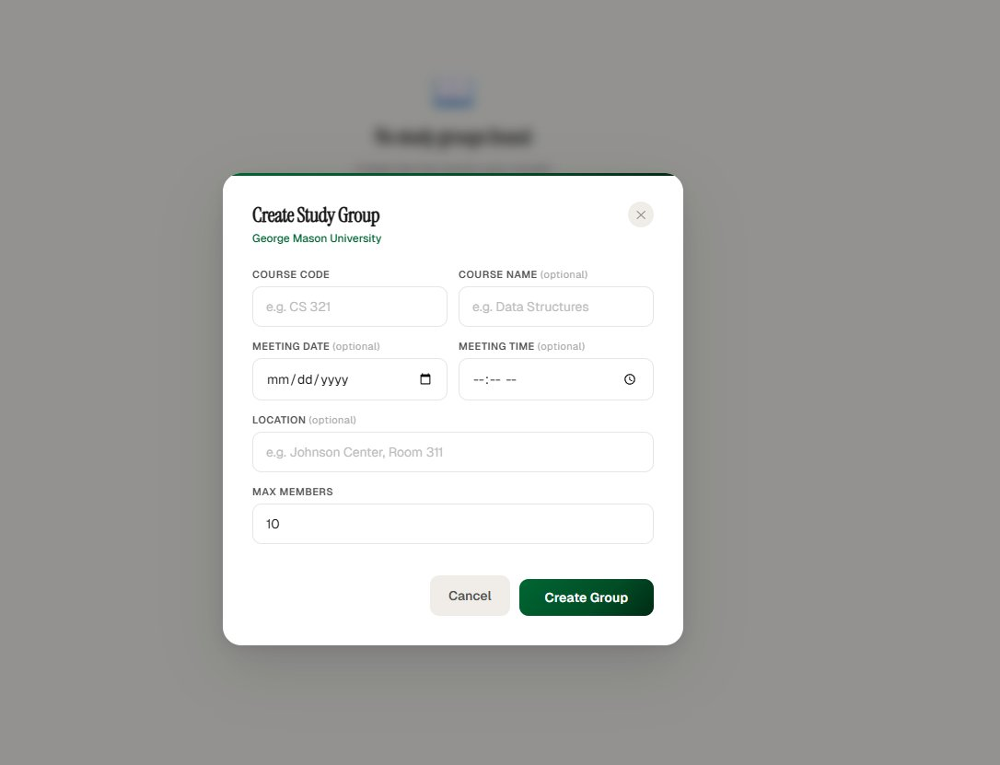 No study groups found
Create Study Group
George Mason University
COURSE CODE
COURSE NAME (optional)
e.g. CS 321
e.g. Data Structures
MEETING DATE (optional)
MEETING TIME (optional)
mm/dd/yyyy
--:-- --
LOCATION (optional)
e.g. Johnson Center, Room 311
MAX MEMBERS
10
Cancel
Create Group